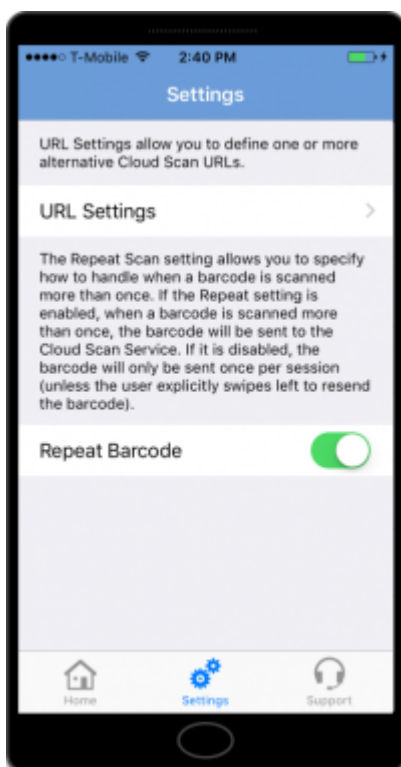 T-Mobile 2:40 PM
Settings
URL Settings allow you to define one or more
alternative Cloud Scan URLs.
URL Settings
The Repeat Scan setting allows you to specify
how to handle when a barcode is scanned
more than once. If the Repeat setting is
enabled, when a barcode is scanned more
than once, the barcode will be sent to the
Cloud Scan Service. If it is disabled, the
barcode will only be sent once per session
(unless the user explicitly swipes left to resend
the barcode).
Repeat Barcode
Home Settings Support